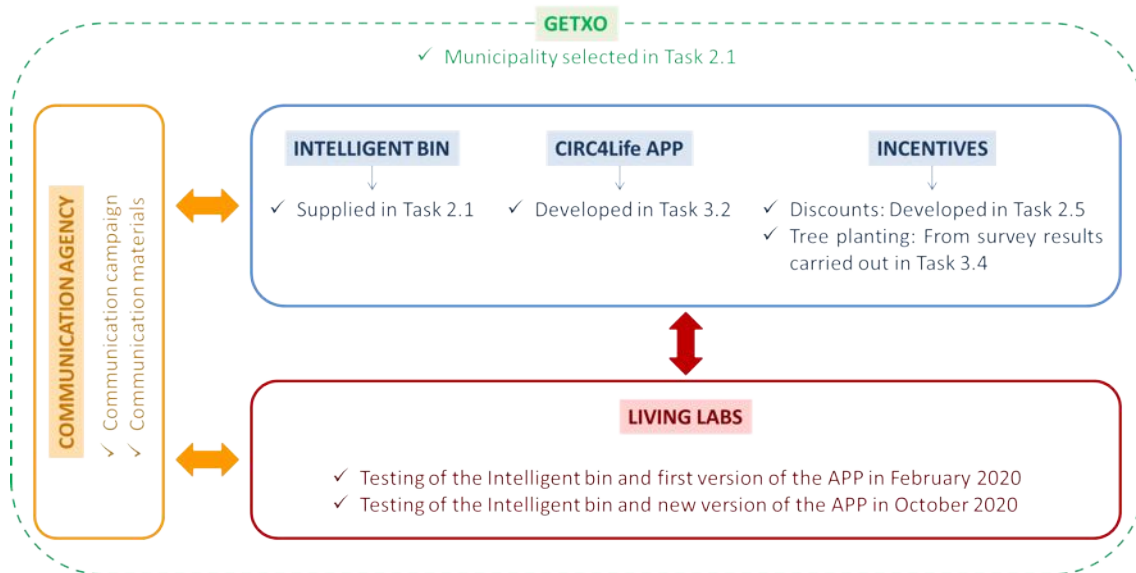 GETXO
✓ Municipality selected in Task 2.1
COMMUNICATION AGENCY
✓ Communication campaign
✓ Communication materials
INTELLIGENT BIN
✓ Supplied in Task 2.1
CIRC4Life APP
✓ Developed in Task 3.2
INCENTIVES
✓ Discounts: Developed in Task 2.5
✓ Tree planting: From survey results
carried out in Task 3.4
LIVING LABS
✓ Testing of the Intelligent bin and first version of the APP in February 2020
✓ Testing of the Intelligent bin and new version of the APP in October 2020